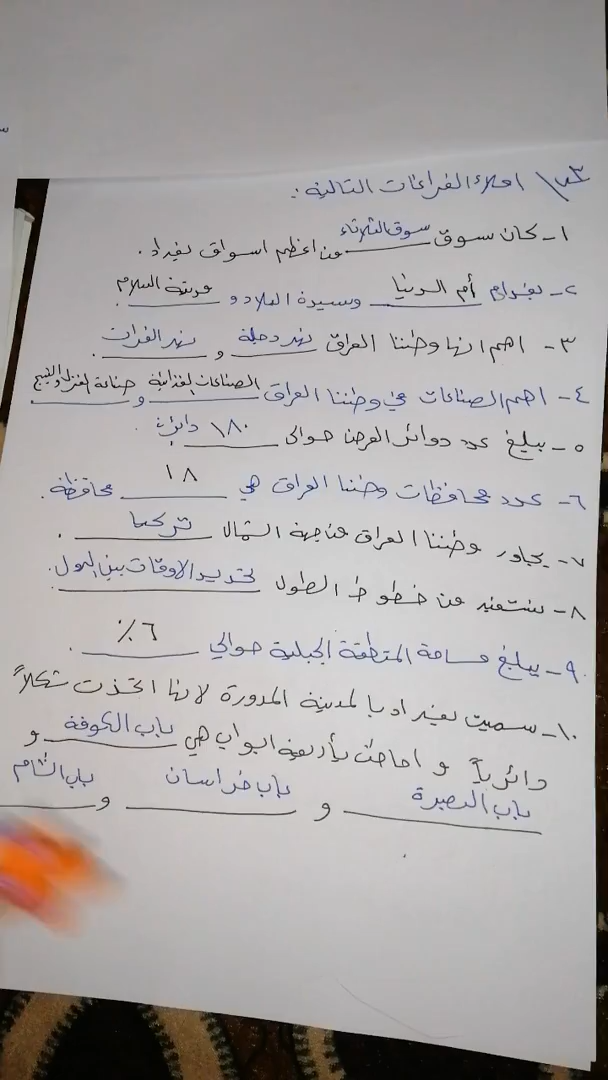 س٣\ املاء الفراغات التالية :
١- كان سوق سوق الثلاثاء من اعظم اسواق بغداد .
٢- بغداد أم الدنيا وسيدة البلاد و مدينة السلام .
٣- اهم انها وطننا العراق نهر دجلة و نهر الفرات .
٤- اهم الصناعات في وطننا العراق الصناعات الغذائية و صناعة الغزل والنسيج
٥- يبلغ عدد دوائر العرض حوالي ١٨٠ دائرة .
٦- عدد محافظات وطننا العراق هي ١٨ محافظة .
٧- يجاور وطننا العراق من جهة الشمال تركيا .
٨- نستفيد من خطوط الطول تحديد الاوقات بين الدول .
٩- يبلغ مساحة المنطقة الجبلية حوالي ٦٪ .
١٠- سميت بغداد بالمدينة المدورة لانها اتخذت شكلاً
دائرياً و احاطت بأربعة ابواب هي باب الكوفة و
باب البصرة و باب خراسان و باب الشام